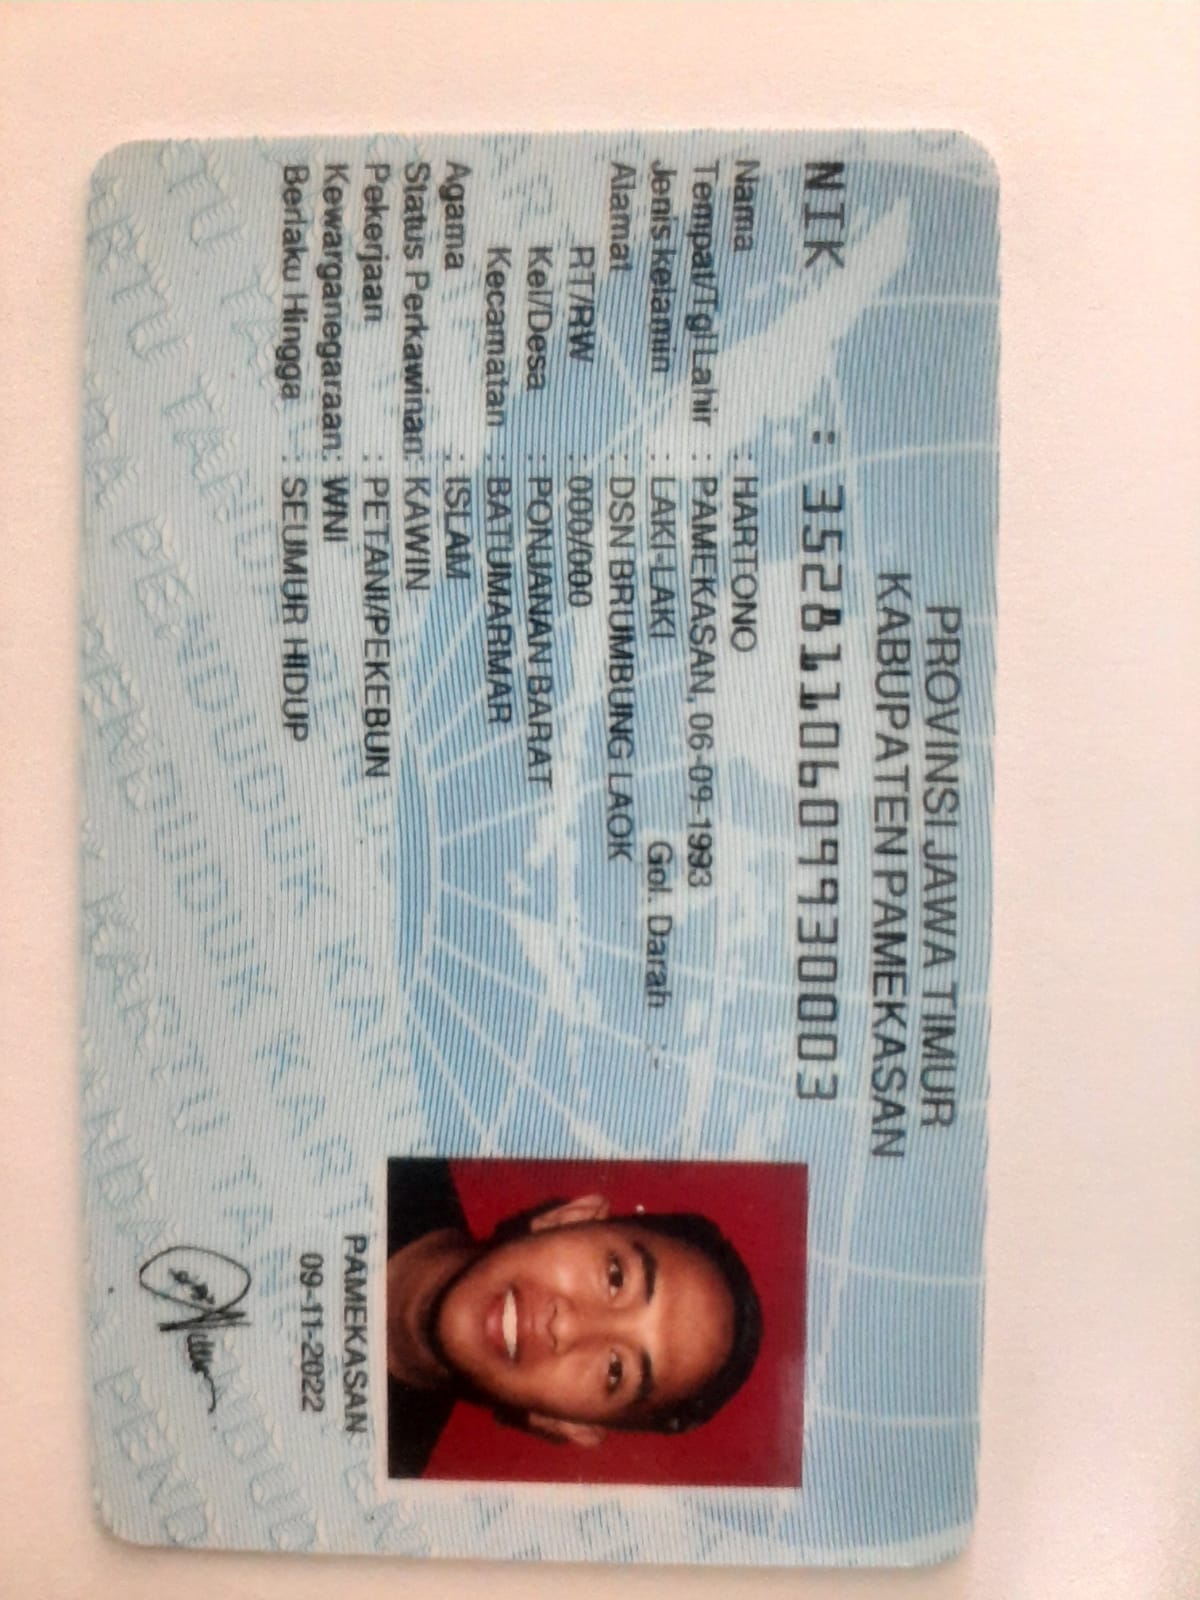 PROVINSI JAWA TIMUR
KABUPATEN PAMEKASAN
NIK : 3528110609930003
Nama : HARTONO
Tempat/Tgl Lahir : PAMEKASAN, 06-09-1993
Jenis kelamin : LAKI-LAKI Gol. Darah : -
Alamat : DSN BRUMBUNG LAOK
RT/RW : 000/000
Kel/Desa : PONJANAN BARAT
Kecamatan : BATUMARMAR
Agama : ISLAM
Status Perkawinan: KAWIN
Pekerjaan : PETANI/PEKEBUN
Kewarganegaraan: WNI
Berlaku Hingga : SEUMUR HIDUP
PAMEKASAN
09-11-2022